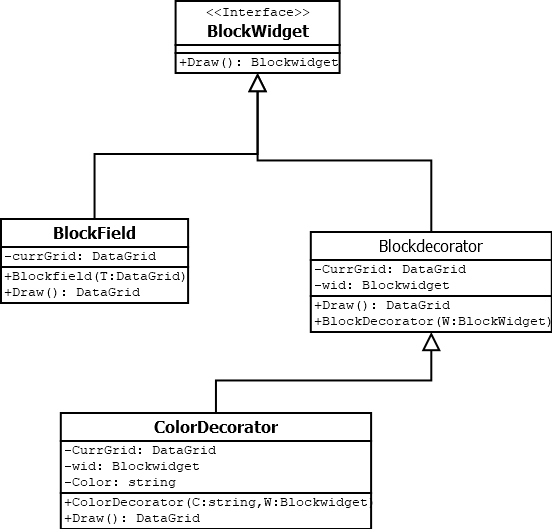 <<Interface>>
BlockWidget
+Draw(): Blockwidget
BlockField
-currGrid: DataGrid
+Blockfield(T:DataGrid)
+Draw(): DataGrid
Blockdecorator
-CurrGrid: DataGrid
-wid: Blockwidget
+Draw(): DataGrid
+BlockDecorator(W:BlockWidget)
ColorDecorator
-CurrGrid: DataGrid
-wid: Blockwidget
-Color: string
+ColorDecorator(C:string,W:Blockwidget
+Draw(): DataGrid